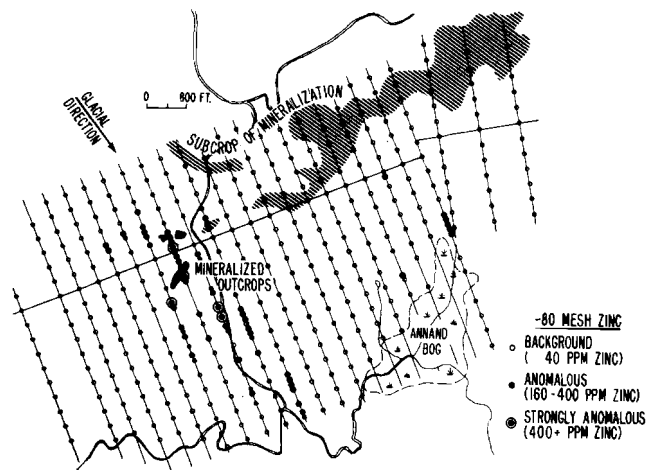 GLACIAL
DIRECTION
0 800 FT.
SUBCROP OF MINERALIZATION
MINERALIZED
OUTCROPS
ANNAND
BOG
-80 MESH ZINC
BACKGROUND
( 40 PPM ZINC)
ANOMALOUS
(160-400 PPM ZINC)
STRONGLY ANOMALOUS
(400+ PPM ZINC)